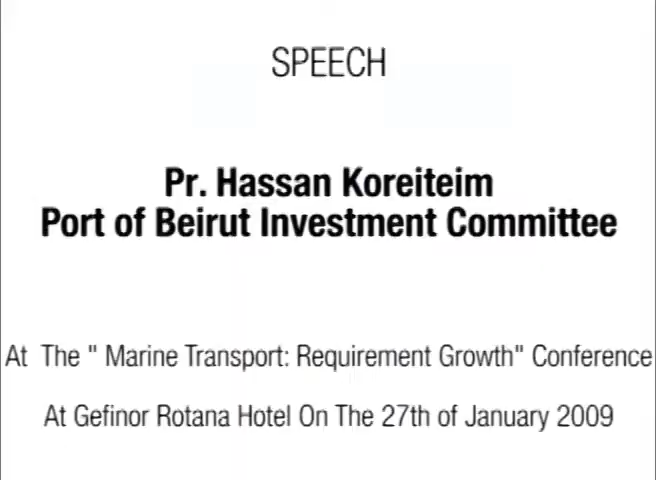 SPEECH
Pr. Hassan Koreiteim
Port of Beirut Investment Committee
At The " Marine Transport: Requirement Growth" Conference
At Gefinor Rotana Hotel On The 27th of January 2009